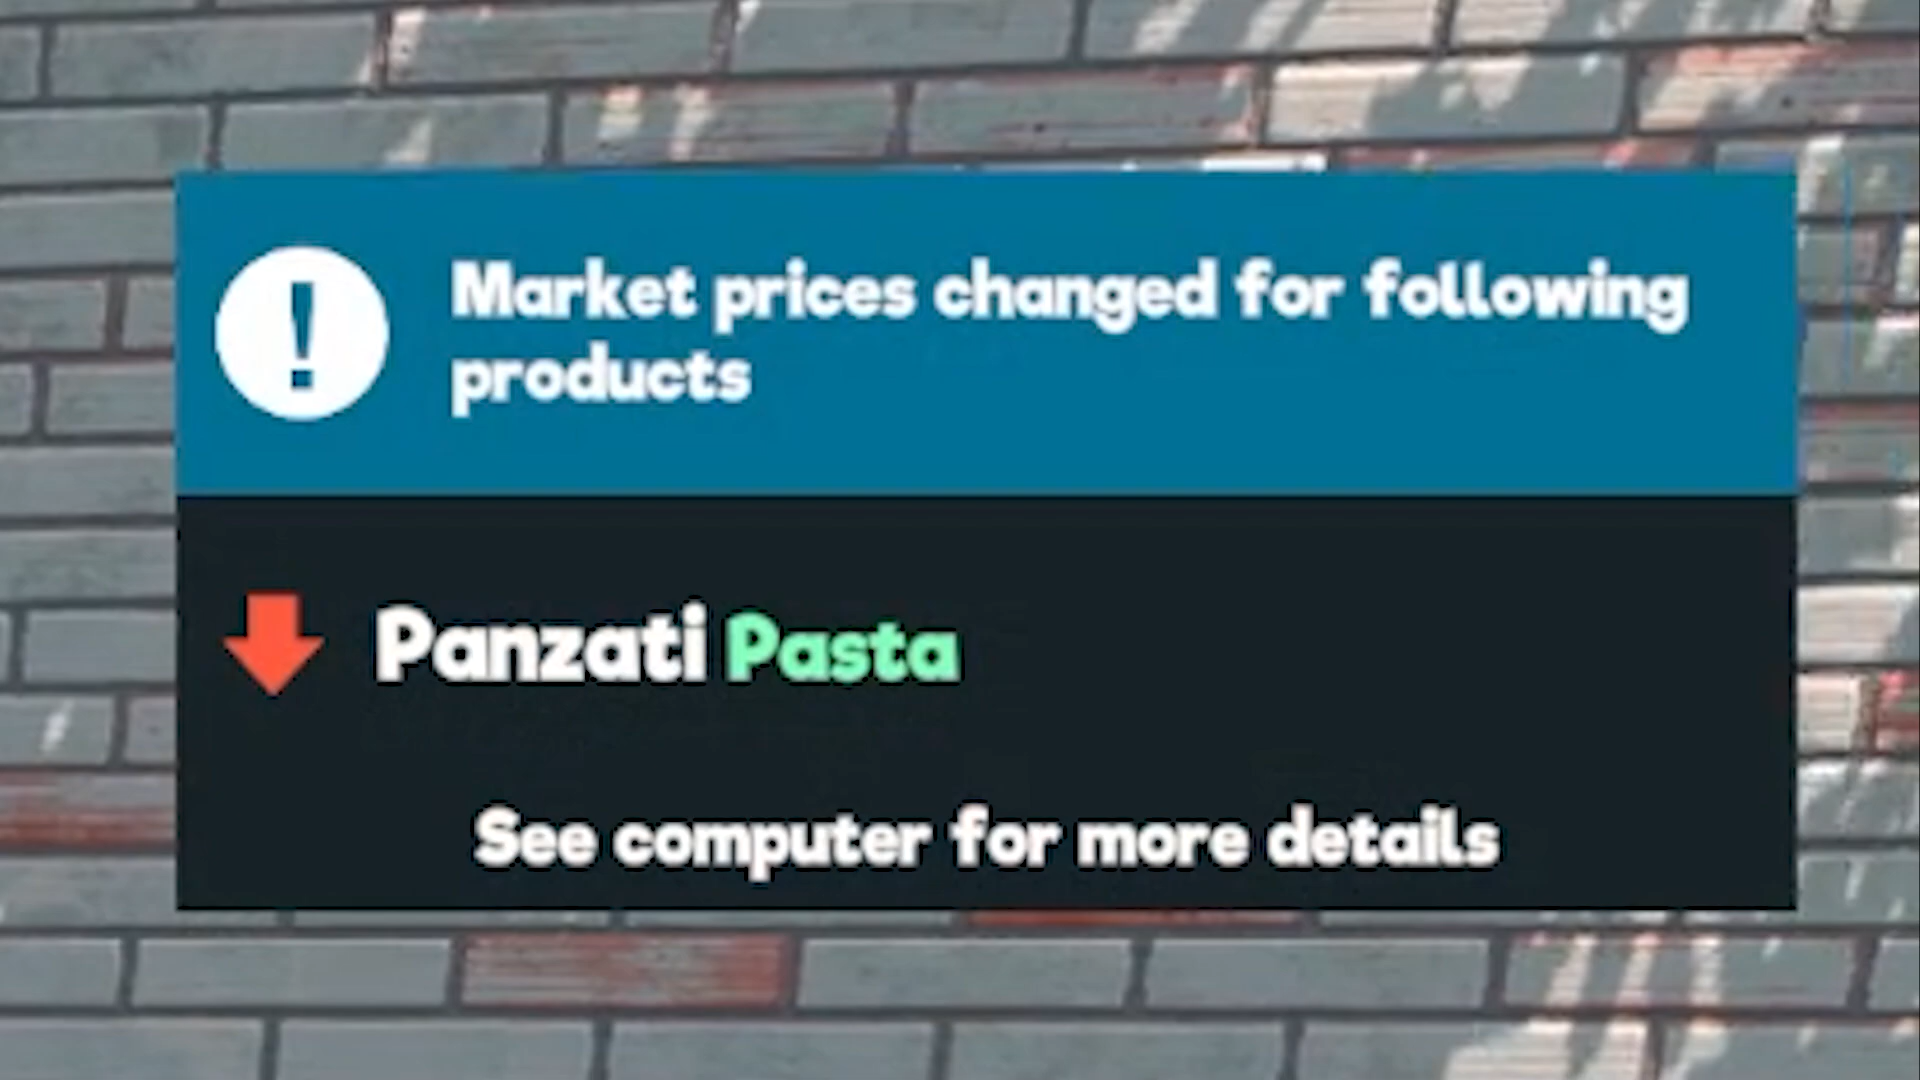 !
Market prices changed for following
products
Panzati Pasta
See computer for more details